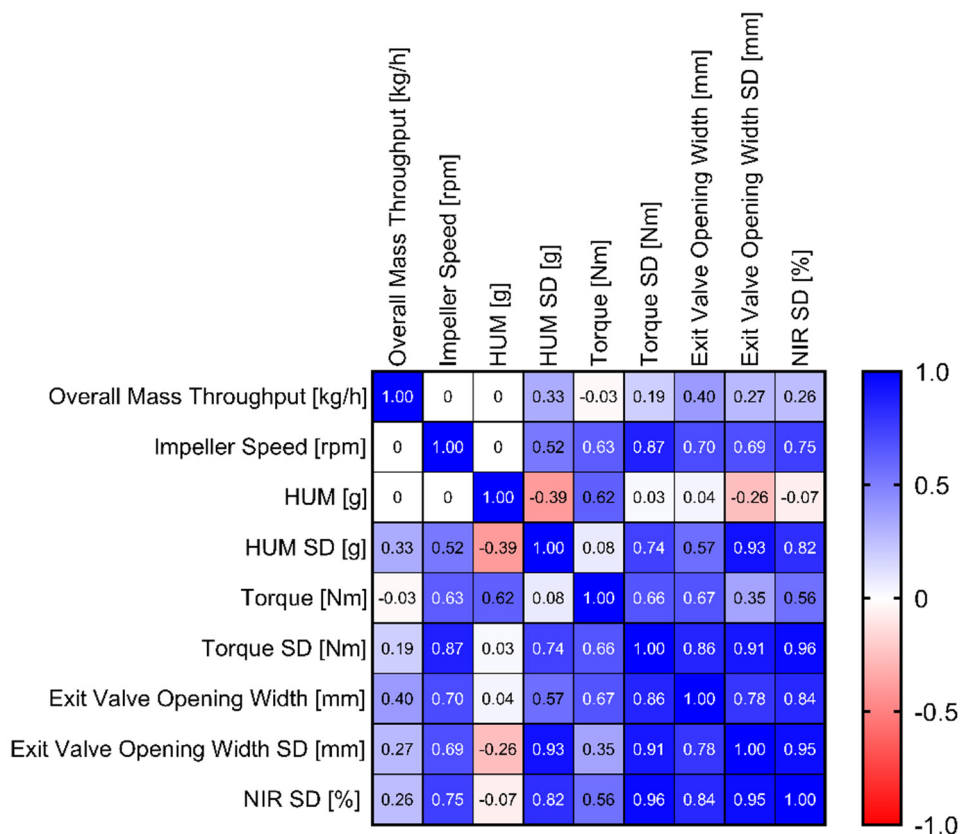 Overall Mass Throughput [kg/h]
Impeller Speed [rpm]
HUM [g]
HUM SD [g]
Torque [Nm]
Torque SD [Nm]
Exit Valve Opening Width [mm]
Exit Valve Opening Width SD [mm]
NIR SD [%]
Overall Mass Throughput [kg/h] 1.00 0 0 0.33 -0.03 0.19 0.40 0.27 0.26
Impeller Speed [rpm] 0 1.00 0 0.52 0.63 0.87 0.70 0.69 0.75
HUM [g] 0 0 1.00 -0.39 0.62 0.03 0.04 -0.26 -0.07
HUM SD [g] 0.33 0.52 -0.39 1.00 0.08 0.74 0.57 0.93 0.82
Torque [Nm] -0.03 0.63 0.62 0.08 1.00 0.66 0.67 0.35 0.56
Torque SD [Nm] 0.19 0.87 0.03 0.74 0.66 1.00 0.86 0.91 0.96
Exit Valve Opening Width [mm] 0.40 0.70 0.04 0.57 0.67 0.86 1.00 0.78 0.84
Exit Valve Opening Width SD [mm] 0.27 0.69 -0.26 0.93 0.35 0.91 0.78 1.00 0.95
NIR SD [%] 0.26 0.75 -0.07 0.82 0.56 0.96 0.84 0.95 1.00
1.0
0.5
0
-0.5
-1.0